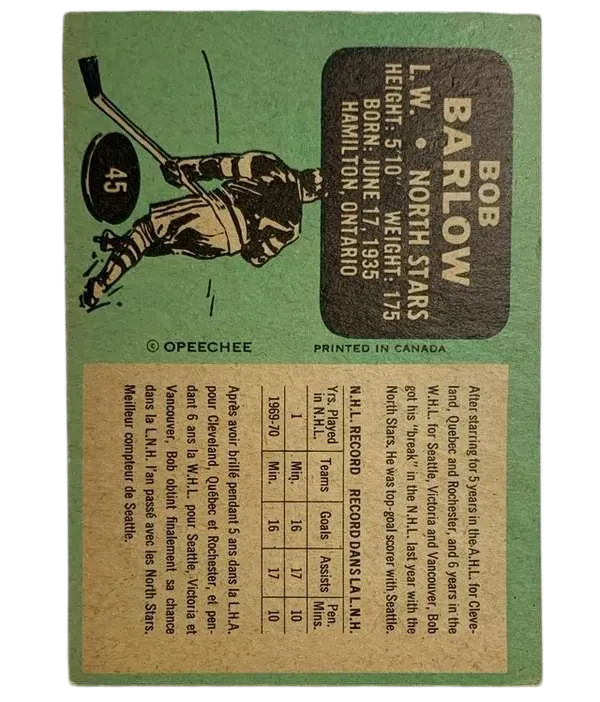 BOB
BARLOW
L.W. • NORTH STARS
HEIGHT: 5'10" WEIGHT: 175
BORN: JUNE 17, 1935
HAMILTON, ONTARIO
45
© OPEECHEE
PRINTED IN CANADA
After starring for 5 years in the A.H.L. for Cleve-
land, Quebec and Rochester, and 6 years in the
W.H.L. for Seattle, Victoria and Vancouver, Bob
got his "break" in the N.H.L. last year with the
North Stars. He was top-goal scorer with Seattle.
N.H.L. RECORD RECORD DANS LA L.N.H.
Yrs. Played in N.H.L. Teams Goals Assists Pen. Mins.
1 Min. 16 17 10
1969-70 Min. 16 17 10
Après avoir brillé pendant 5 ans dans la L.H.A.
pour Cleveland, Québec et Rochester, et pen-
dant 6 ans la W.H.L. pour Seattle, Victoria et
Vancouver, Bob obtint finalement sa chance
dans la L.N.H. l'an passé avec les North Stars.
Meilleur compteur de Seattle.